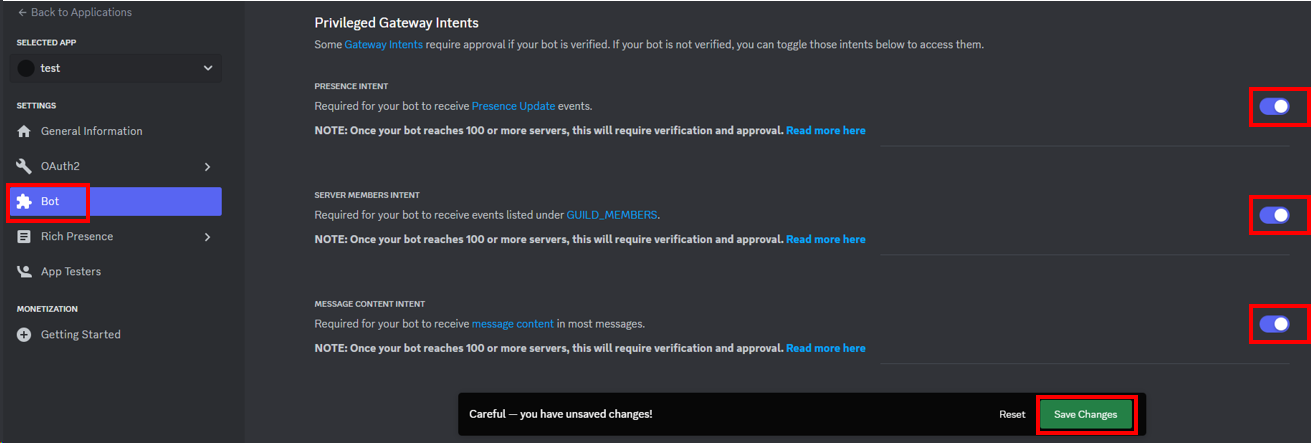 Back to Applications
SELECTED APP
test
SETTINGS
General Information
OAuth2
Bot
Rich Presence
App Testers
MONETIZATION
Getting Started
Privileged Gateway Intents
Some Gateway Intents require approval if your bot is verified. If your bot is not verified, you can toggle those intents below to access them.
PRESENCE INTENT
Required for your bot to receive Presence Update events.
NOTE: Once your bot reaches 100 or more servers, this will require verification and approval. Read more here
SERVER MEMBERS INTENT
Required for your bot to receive events listed under GUILD_MEMBERS.
NOTE: Once your bot reaches 100 or more servers, this will require verification and approval. Read more here
MESSAGE CONTENT INTENT
Required for your bot to receive message content in most messages.
NOTE: Once your bot reaches 100 or more servers, this will require verification and approval. Read more here
Careful — you have unsaved changes!
Reset
Save Changes